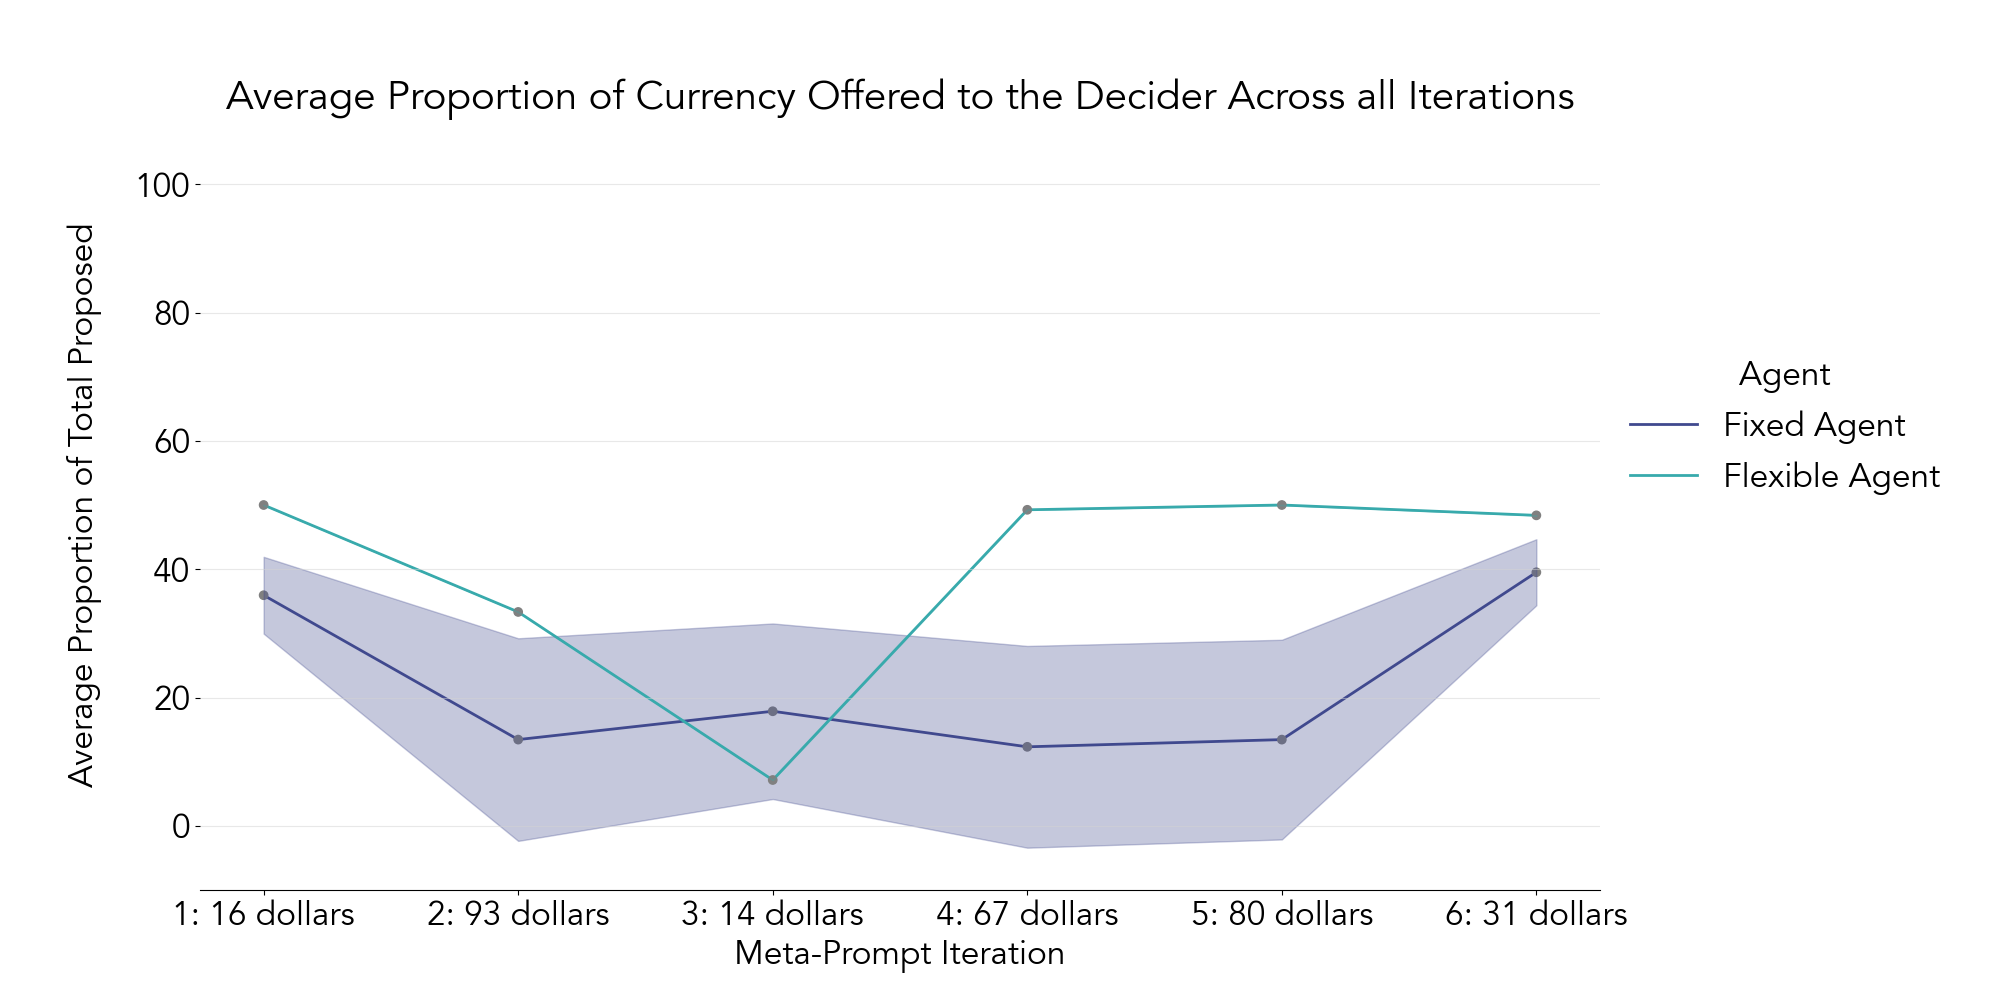 Average Proportion of Currency Offered to the Decider Across all Iterations
Average Proportion of Total Proposed
100
80
60
40
20
0
1: 16 dollars
2: 93 dollars
3: 14 dollars
4: 67 dollars
5: 80 dollars
6: 31 dollars
Meta-Prompt Iteration
Agent
Fixed Agent
Flexible Agent